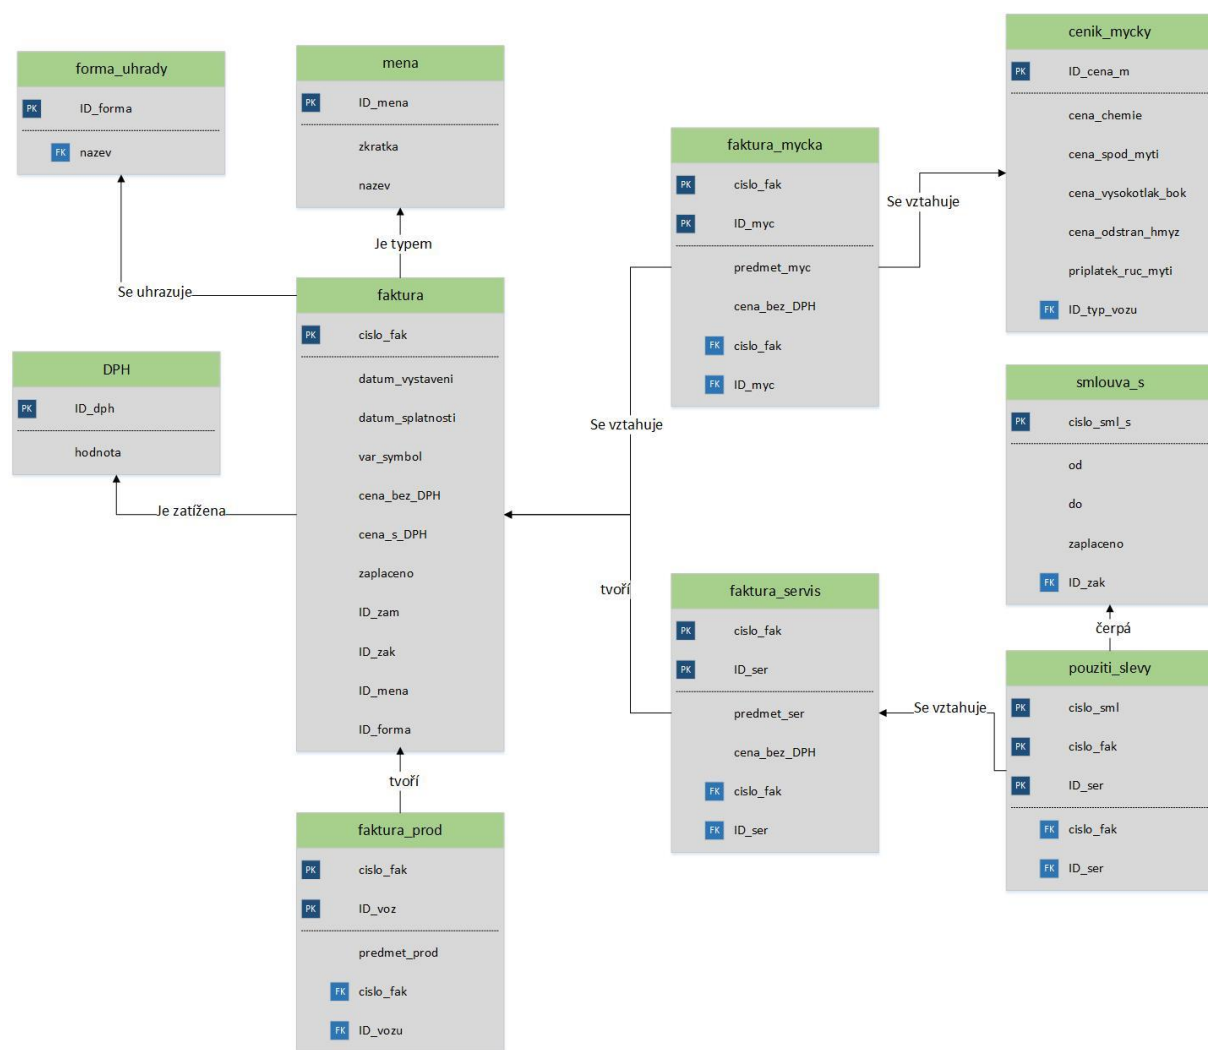 forma_uhrady
PK ID_forma
FK nazev
mena
PK ID_mena
zkratka
nazev
cenik_mycky
PK ID_cena_m
cena_chemie
cena_spod_myti
cena_vysokotlak_bok
cena_odstran_hmyz
priplatek_ruc_myti
FK ID_typ_vozu
faktura_mycka
PK cislo_fak
PK ID_myc
predmet_myc
cena_bez_DPH
FK cislo_fak
FK ID_myc
Se vztahuje
Je typem
Se uhrazuje
faktura
PK cislo_fak
datum_vystaveni
datum_splatnosti
var_symbol
cena_bez_DPH
cena_s_DPH
zaplaceno
ID_zam
ID_zak
ID_mena
ID_forma
DPH
PK ID_dph
hodnota
Je zatížena
Se vztahuje
tvoří
smlouva_s
PK cislo_sml_s
od
do
zaplaceno
FK ID_zak
čerpá
faktura_servis
PK cislo_fak
PK ID_ser
predmet_ser
cena_bez_DPH
FK cislo_fak
FK ID_ser
Se vztahuje
pouziti_slevy
PK cislo_sml
PK cislo_fak
PK ID_ser
FK cislo_fak
FK ID_ser
tvoří
faktura_prod
PK cislo_fak
PK ID_voz
predmet_prod
FK cislo_fak
FK ID_vozu